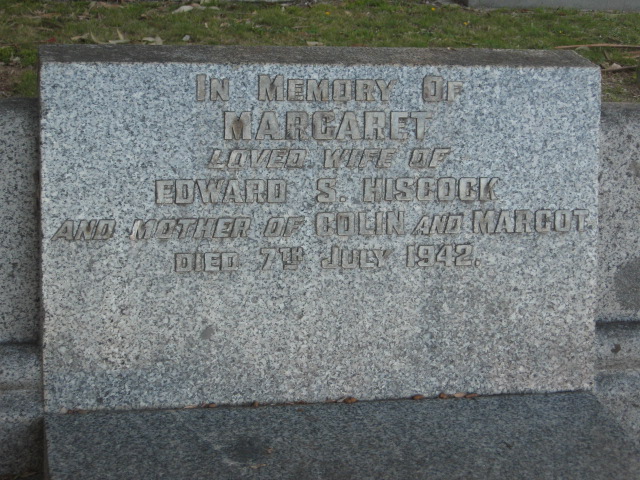 In Memory Of
MARGARET
LOVED WIFE OF
EDWARD S. HISCOCK
AND MOTHER OF COLIN AND MARGOT.
DIED 7TH JULY 1942.